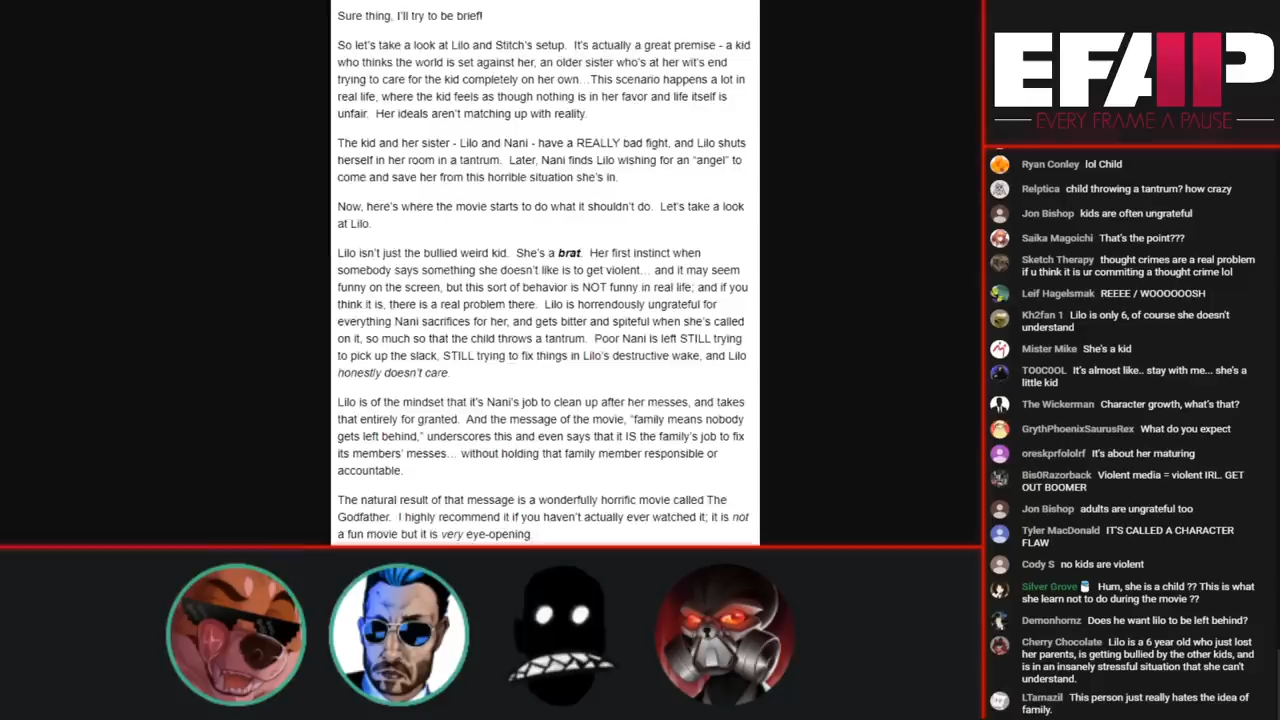 Sure thing, I'll try to be brief!
So let's take a look at Lilo and Stitch's setup.  It's actually a great premise - a kid
who thinks the world is set against her, an older sister who's at her wit's end
trying to care for the kid completely on her own…This scenario happens a lot in
real life, where the kid feels as though nothing is in her favor and life itself is
unfair.  Her ideals aren't matching up with reality.
The kid and her sister - Lilo and Nani - have a REALLY bad fight, and Lilo shuts
herself in her room in a tantrum.  Later, Nani finds Lilo wishing for an “angel” to
come and save her from this horrible situation she's in.
Now, here's where the movie starts to do what it shouldn't do.  Let's take a look
at Lilo.
Lilo isn't just the bullied weird kid.  She's a brat.  Her first instinct when
somebody says something she doesn't like is to get violent… and it may seem
funny on the screen, but this sort of behavior is NOT funny in real life; and if you
think it is, there is a real problem there.  Lilo is horrendously ungrateful for
everything Nani sacrifices for her, and gets bitter and spiteful when she's called
on it, so much so that the child throws a tantrum.  Poor Nani is left STILL trying
to pick up the slack, STILL trying to fix things in Lilo's destructive wake, and Lilo
honestly doesn't care.
Lilo is of the mindset that it's Nani's job to clean up after her messes, and takes
that entirely for granted.  And the message of the movie, “family means nobody
gets left behind,” underscores this and even says that it IS the family's job to fix
its members' messes… without holding that family member responsible or
accountable.
The natural result of that message is a wonderfully horrific movie called The
Godfather.  I highly recommend it if you haven't actually ever watched it; it is not
a fun movie but it is very eye-opening.
EFAP
EVERY FRAME A PAUSE
Ryan Conley lol Child
Relptica child throwing a tantrum? how crazy
Jon Bishop kids are often ungrateful
Saika Magoichi That's the point???
Sketch Therapy thought crimes are a real problem
if u think it is ur commiting a thought crime lol
Leif Hagelsmak REEEE / WOOOOOOSH
Kh2fan 1 Lilo is only 6, of course she doesn't
understand
Mister Mike She's a kid
TO0C0OL It's almost like.. stay with me... she's a
little kid
The Wickerman Character growth, what's that?
GrythPhoenixSaurusRex What do you expect
oreskprfololrf It's about her maturing
Bis0Razorback Violent media = violent IRL. GET
OUT BOOMER
Jon Bishop adults are ungrateful too
Tyler MacDonald IT'S CALLED A CHARACTER
FLAW
Cody S no kids are violent
Silver Grove Hum, she is a child ?? This is what
she learn not to do during the movie ??
Demonhornz Does he want lilo to be left behind?
Cherry Chocolate Lilo is a 6 year old who just lost
her parents, is getting bullied by the other kids, and
is in an insanely stressful situation that she can't
understand.
LTamazil This person just really hates the idea of
family.